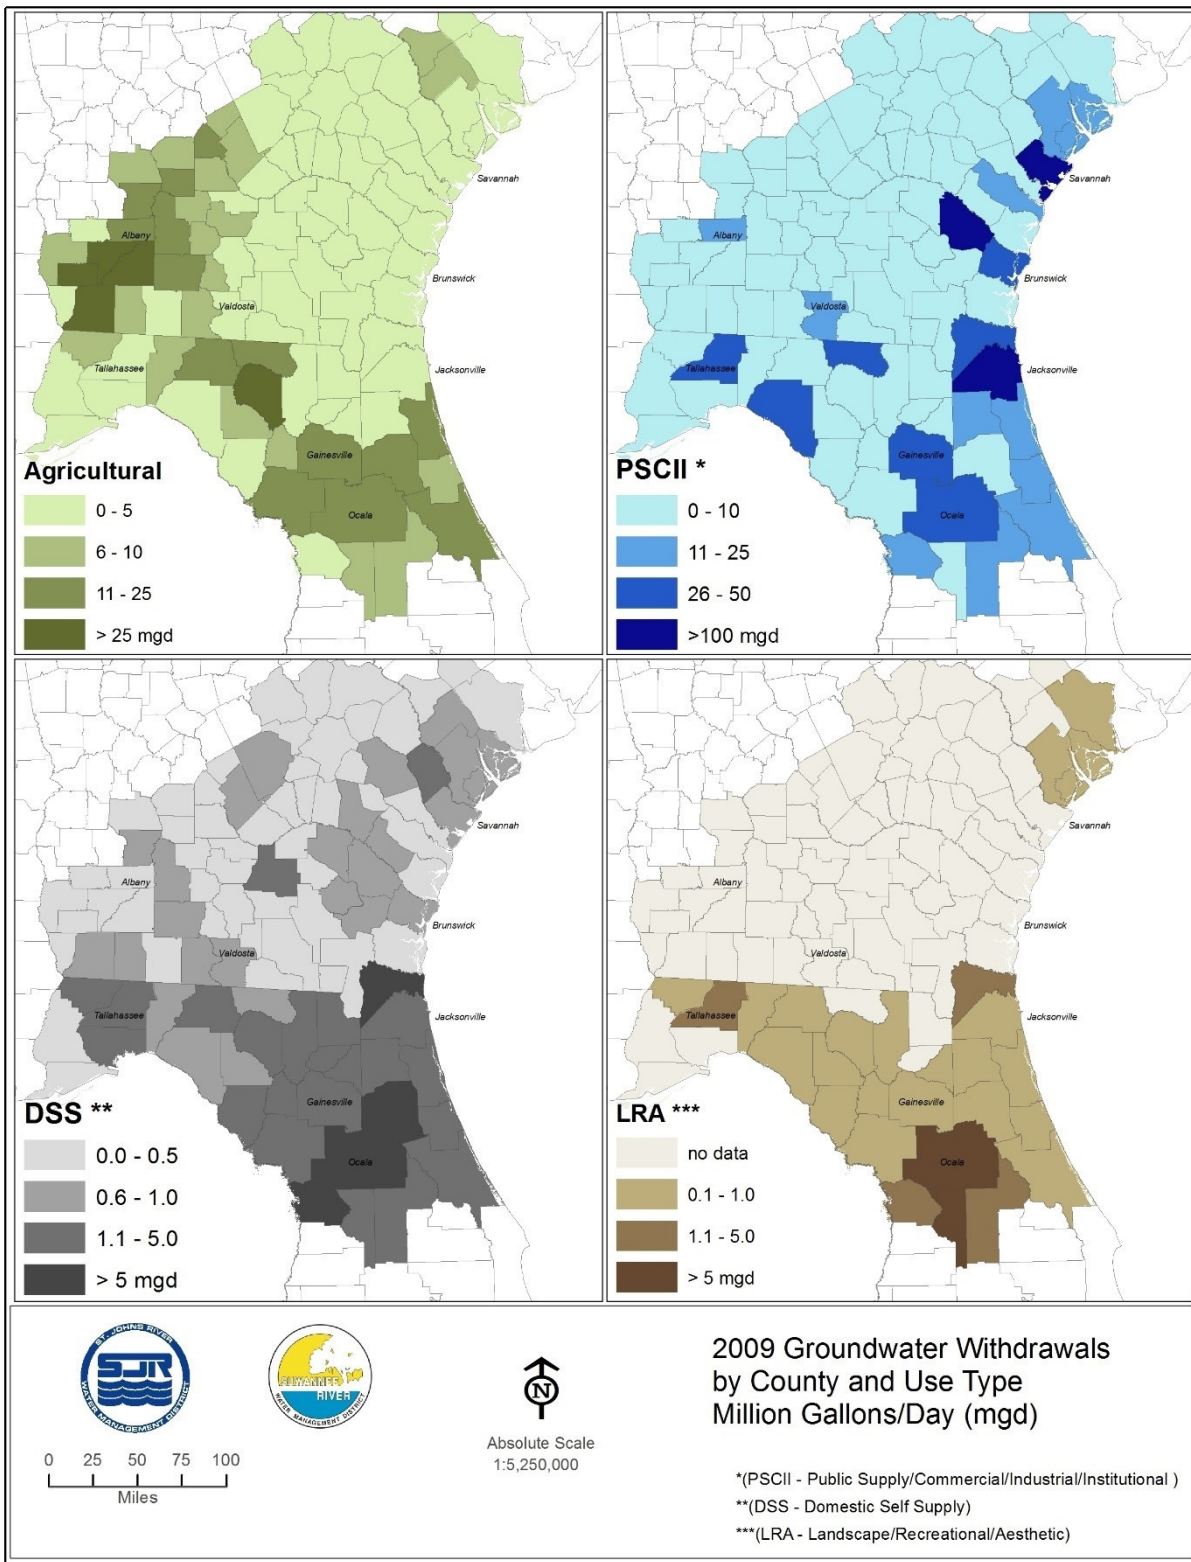 Savannah
Albany
Brunswick
Valdosta
Tallahassee
Jacksonville
Gainesville
Ocala
Agricultural
0 - 5
6 - 10
11 - 25
> 25 mgd
Savannah
Albany
Brunswick
Valdosta
Tallahassee
Jacksonville
Gainesville
Ocala
PSCII *
0 - 10
11 - 25
26 - 50
>100 mgd
Savannah
Albany
Brunswick
Valdosta
Tallahassee
Jacksonville
Gainesville
Ocala
DSS **
0.0 - 0.5
0.6 - 1.0
1.1 - 5.0
> 5 mgd
Savannah
Albany
Brunswick
Valdosta
Tallahassee
Jacksonville
Gainesville
Ocala
LRA ***
no data
0.1 - 1.0
1.1 - 5.0
> 5 mgd
ST. JOHNS RIVER
SJR
WATER MANAGEMENT DISTRICT
SUWANNEE
RIVER
WATER MANAGEMENT DISTRICT
N
Absolute Scale
1:5,250,000
0 25 50 75 100
Miles
2009 Groundwater Withdrawals
by County and Use Type
Million Gallons/Day (mgd)
*(PSCII - Public Supply/Commercial/Industrial/Institutional )
**(DSS - Domestic Self Supply)
***(LRA - Landscape/Recreational/Aesthetic)